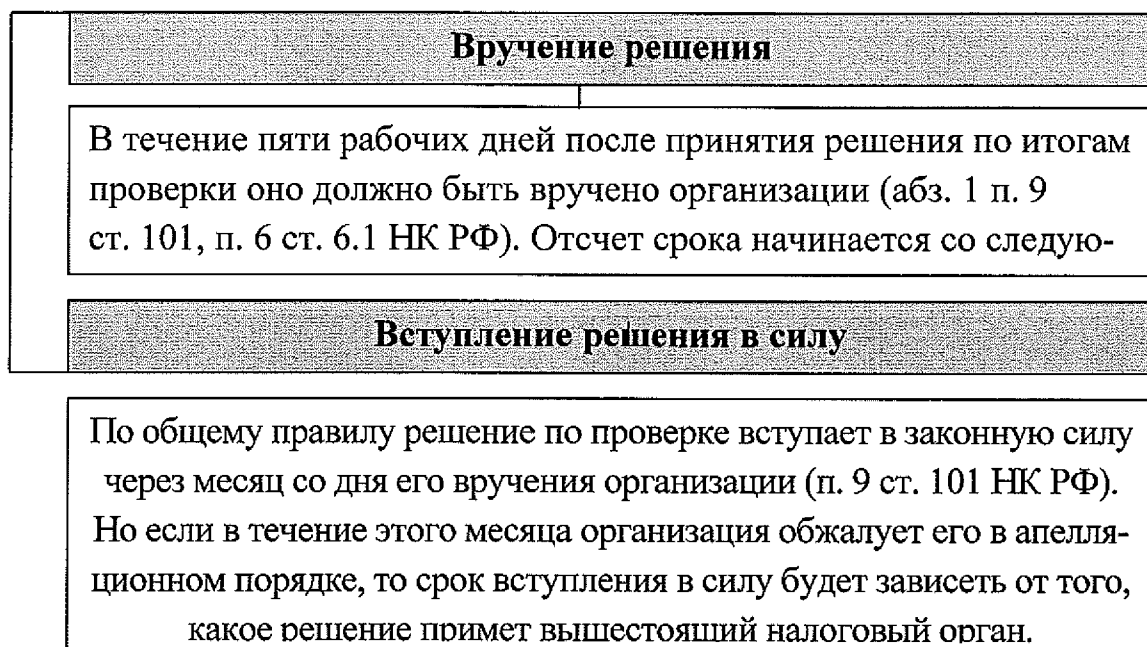 Вручение решения
В течение пяти рабочих дней после принятия решения по итогам
проверки оно должно быть вручено организации (абз. 1 п. 9
ст. 101, п. 6 ст. 6.1 НК РФ). Отсчет срока начинается со следую-
Вступление решения в силу
По общему правилу решение по проверке вступает в законную силу
через месяц со дня его вручения организации (п. 9 ст. 101 НК РФ).
Но если в течение этого месяца организация обжалует его в апелля-
ционном порядке, то срок вступления в силу будет зависеть от того,
какое решение примет вышестоящий налоговый орган.